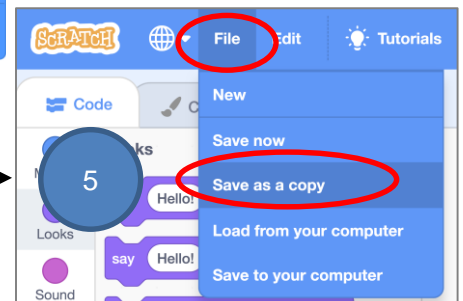 SCRATCH File Edit Tutorials
Code C
New
ks
Save now
5
Save as a copy
Hello!
Looks
Load from your computer
say Hello!
Save to your computer
Sound